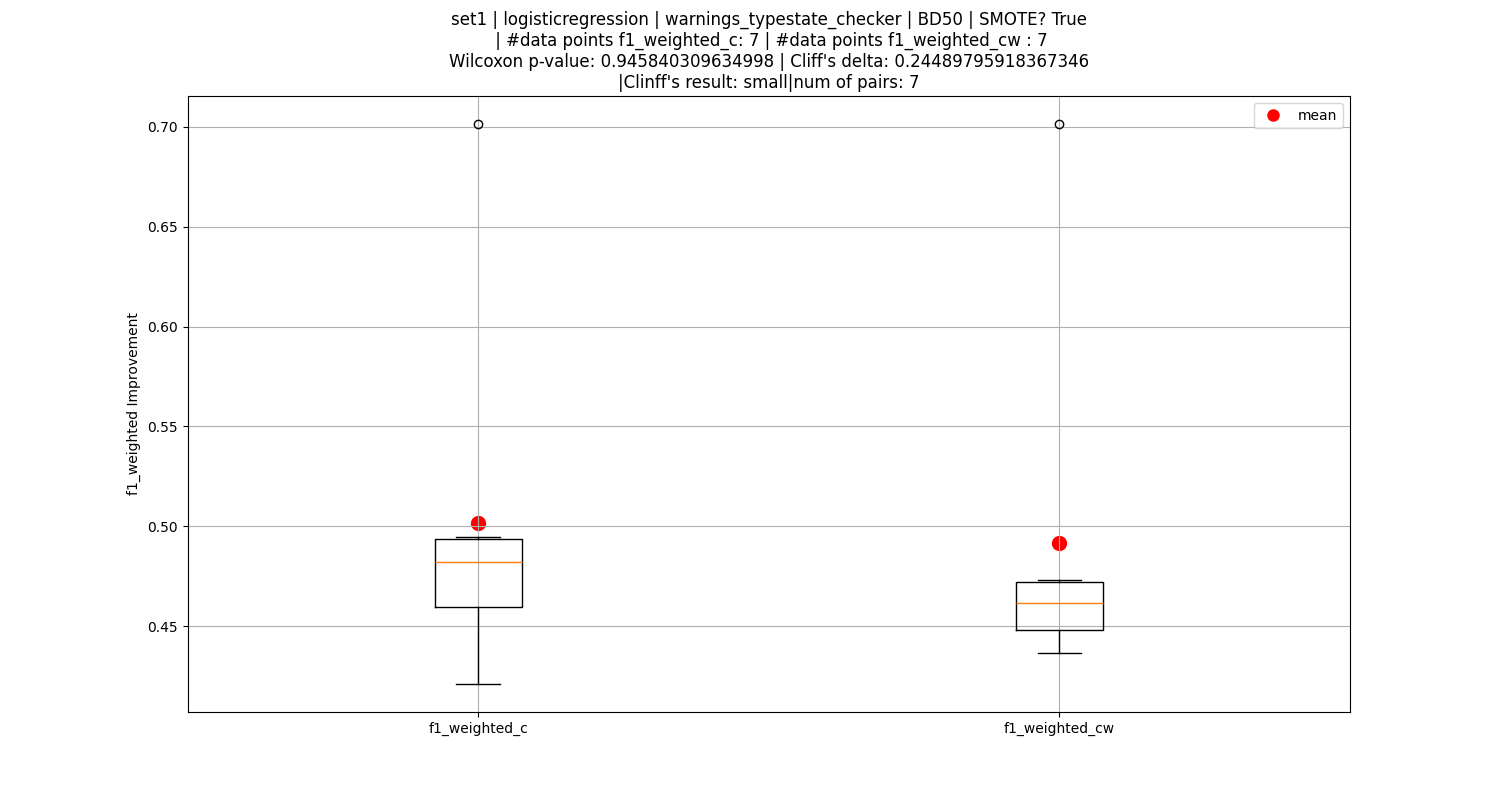 set1 | logisticregression | warnings_typestate_checker | BD50 | SMOTE? True
| #data points f1_weighted_c: 7 | #data points f1_weighted_cw : 7
Wilcoxon p-value: 0.945840309634998 | Cliff's delta: 0.24489795918367346
|Clinff's result: small|num of pairs: 7
mean
0.70
0.65
0.60
0.55
0.50
0.45
f1_weighted Improvement
f1_weighted_c
f1_weighted_cw